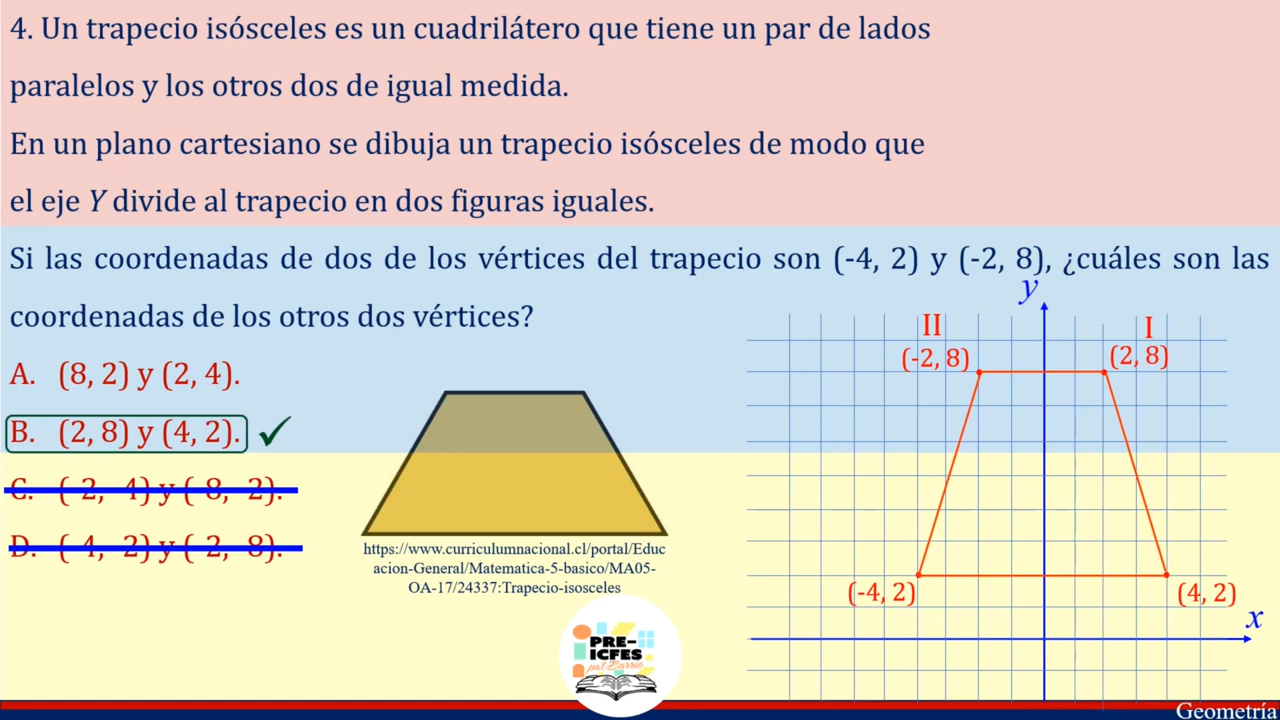 4. Un trapecio isósceles es un cuadrilátero que tiene un par de lados
paralelos y los otros dos de igual medida.
En un plano cartesiano se dibuja un trapecio isósceles de modo que
el eje Y divide al trapecio en dos figuras iguales.
Si las coordenadas de dos de los vértices del trapecio son (-4, 2) y (-2, 8), ¿cuáles son las
coordenadas de los otros dos vértices?
A. (8, 2) y (2, 4).
B. (2, 8) y (4, 2). ✓
C. (-2, -4) y (-8, -2).
D. (-4, -2) y (-2, -8).
https://www.curriculumnacional.cl/portal/Educ
acion-General/Matematica-5-basico/MA05-
OA-17/24337:Trapecio-isosceles
y
II
I
(-2, 8)
(2, 8)
(-4, 2)
(4, 2)
x
PRE-
ICFES
pal Barrio
Geometría